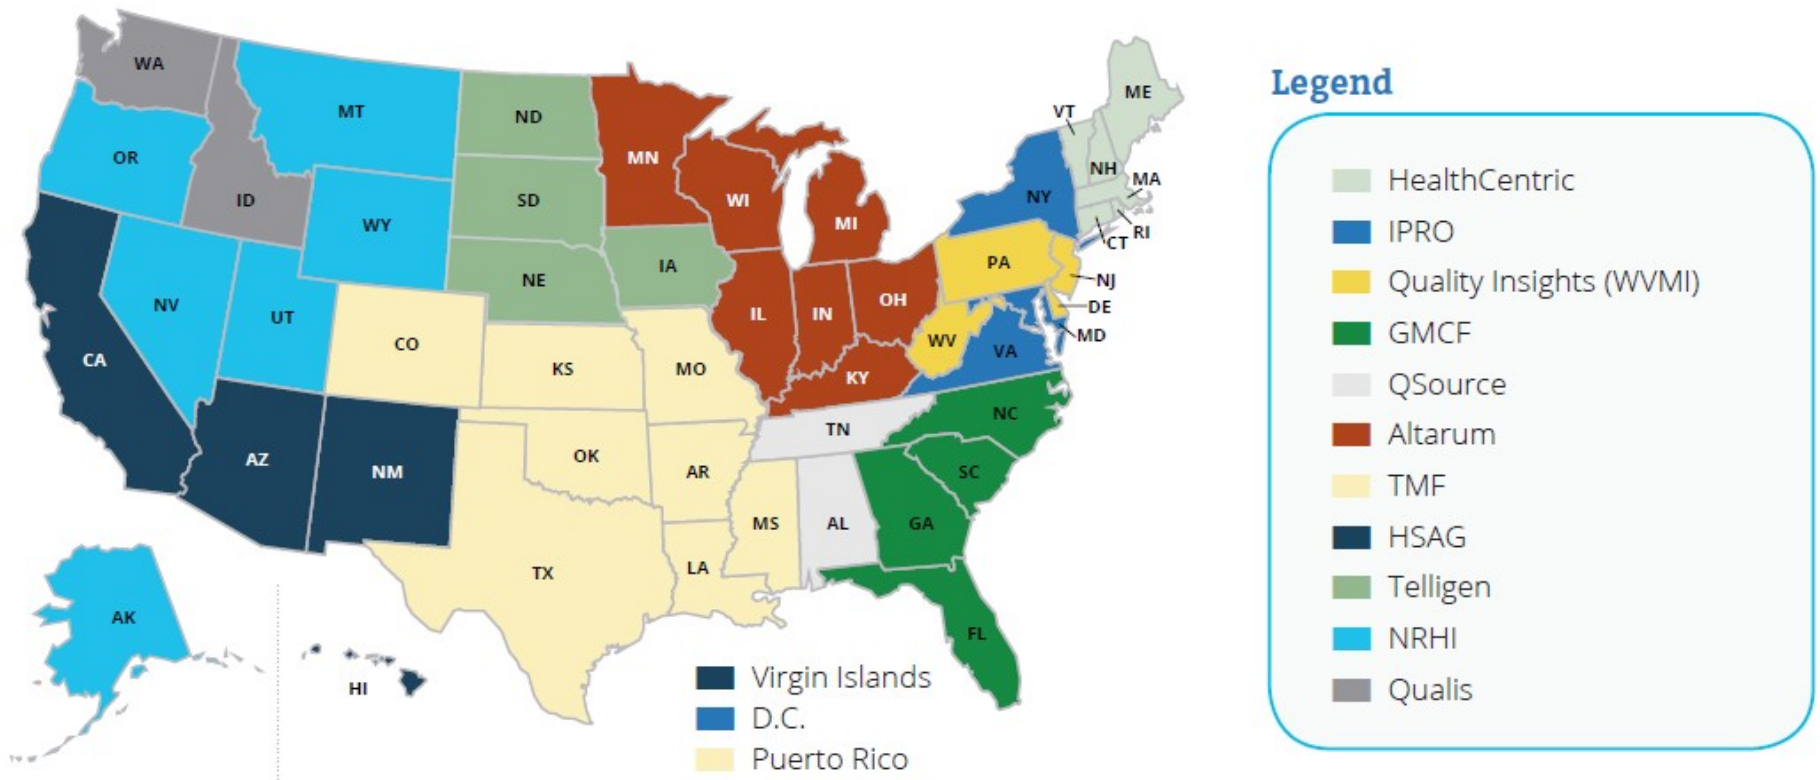 WA
MT
ND
MN
VT
ME
OR
ID
WY
SD
WI
MI
NY
NH
MA
RI
CT
NV
UT
NE
IA
PA
NJ
DE
MD
CA
CO
KS
MO
IL
IN
OH
WV
VA
KY
AZ
NM
OK
AR
TN
NC
SC
TX
LA
MS
AL
GA
FL
AK
HI
Virgin Islands
D.C.
Puerto Rico
Legend
HealthCentric
IPRO
Quality Insights (WVMI)
GMCF
QSource
Altarum
TMF
HSAG
Telligen
NRHI
Qualis